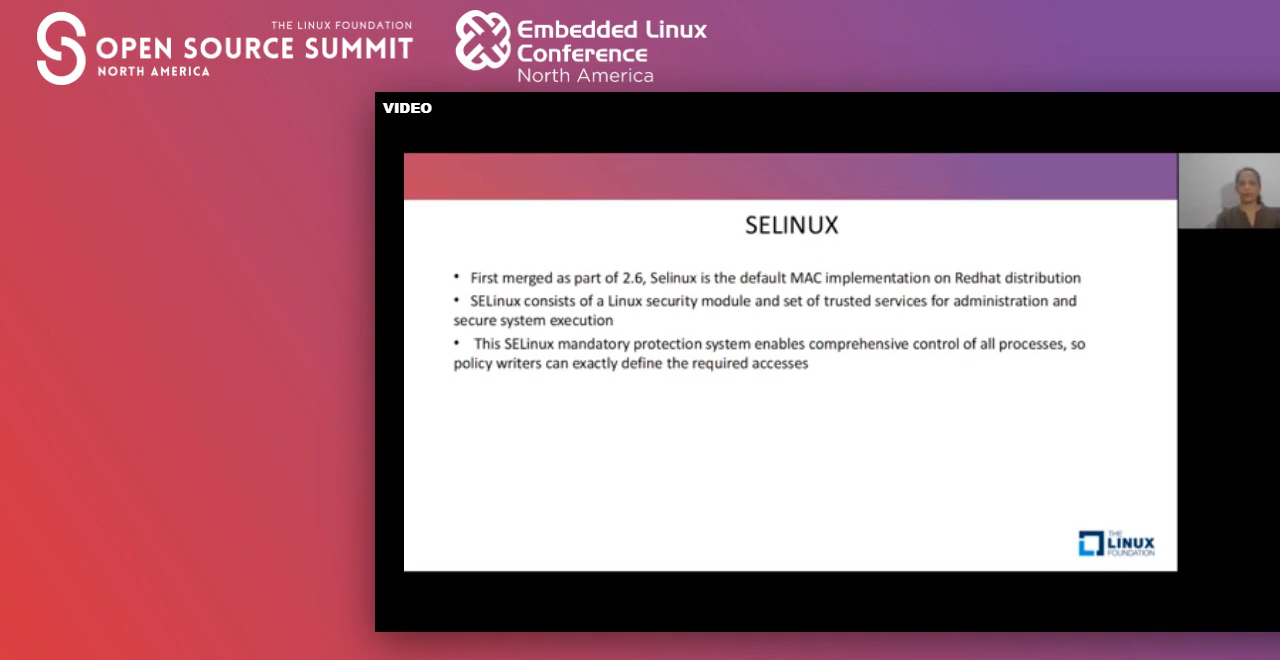 THE LINUX FOUNDATION
OPEN SOURCE SUMMIT
NORTH AMERICA
Embedded Linux
Conference
North America
VIDEO
SELINUX
• First merged as part of 2.6, Selinux is the default MAC implementation on Redhat distribution
• SELinux consists of a Linux security module and set of trusted services for administration and
secure system execution
• This SELinux mandatory protection system enables comprehensive control of all processes, so
policy writers can exactly define the required accesses
THE
LINUX
FOUNDATION